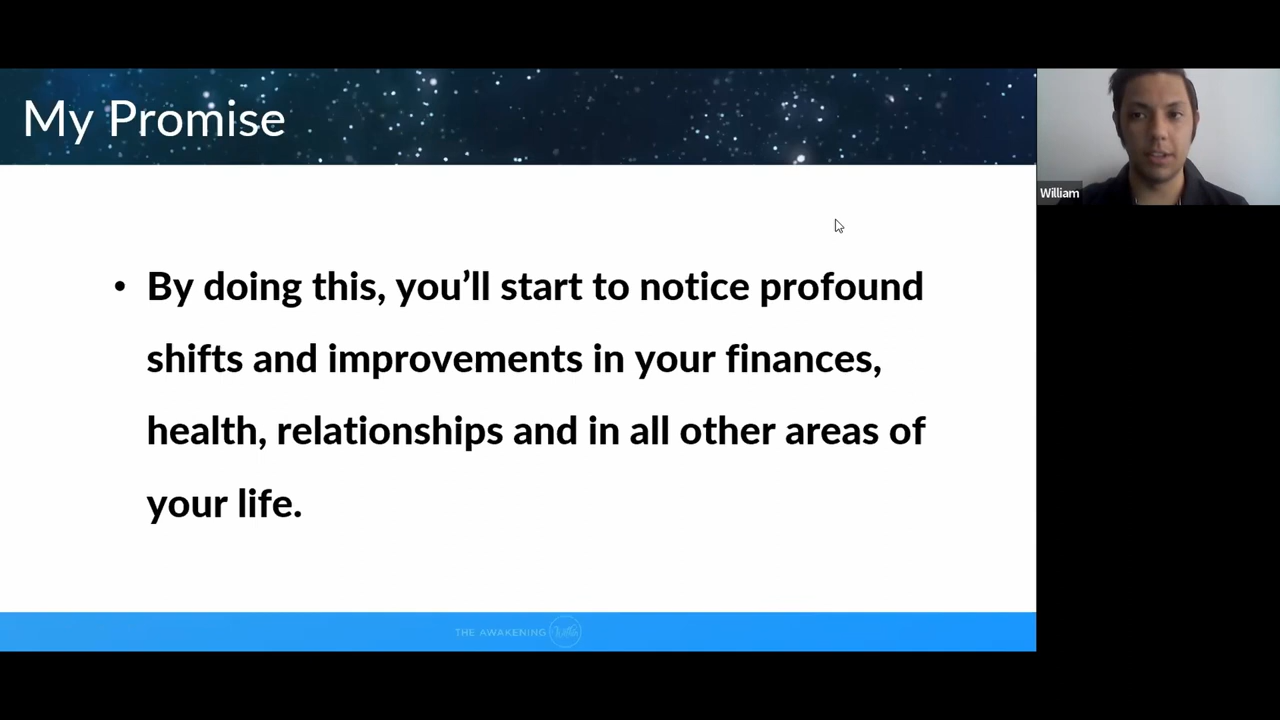 My Promise
William
• By doing this, you’ll start to notice profound
shifts and improvements in your finances,
health, relationships and in all other areas of
your life.
THE AWAKENING